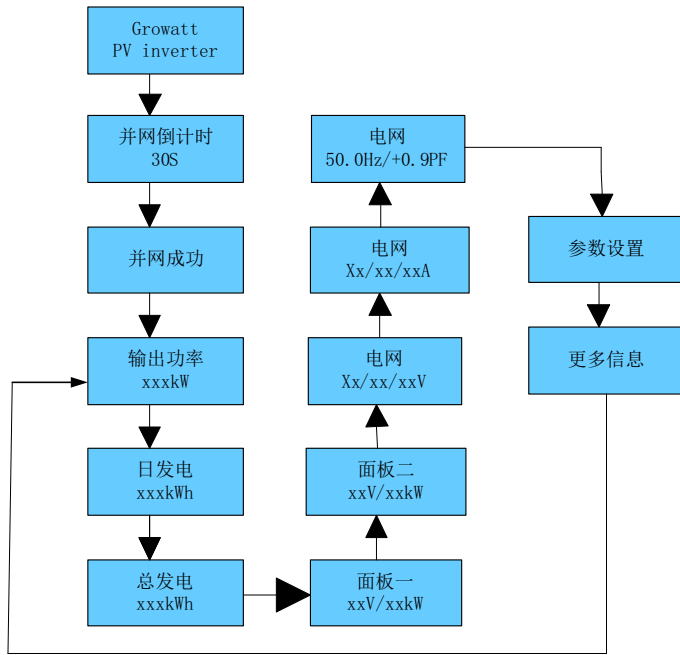 Growatt
PV inverter
并网倒计时
30S
并网成功
输出功率
xxxkW
日发电
xxxkWh
总发电
xxxkWh
面板一
xxV/xxkW
面板二
xxV/xxkW
电网
Xx/xx/xxV
电网
Xx/xx/xxA
电网
50.0Hz/+0.9PF
参数设置
更多信息